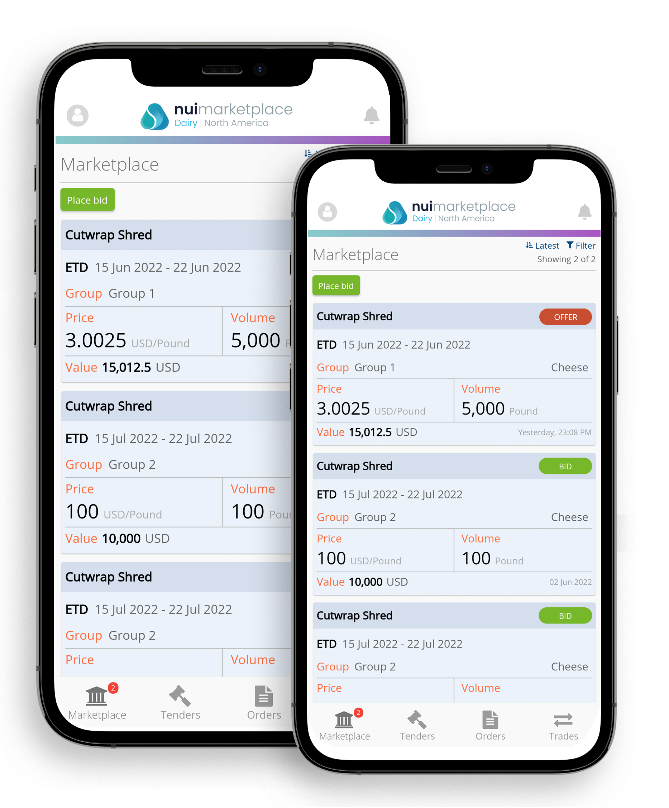 nuimarketplace
Dairy | North America
Marketplace
Place bid
Cutwrap Shred
ETD 15 Jun 2022 - 22 Jun 2022
Group Group 1
Price Volume
3.0025 USD/Pound 5,000
Value 15,012.5 USD
Cutwrap Shred
ETD 15 Jul 2022 - 22 Jul 2022
Group Group 2
Price Volume
100 USD/Pound 100 Pou
Value 10,000 USD
Cutwrap Shred
ETD 15 Jul 2022 - 22 Jul 2022
Group Group 2
Price Volume
2
Marketplace Tenders Orders
nuimarketplace
Dairy | North America
Latest Filter
Marketplace Showing 2 of 2
Place bid
Cutwrap Shred OFFER
ETD 15 Jun 2022 - 22 Jun 2022
Group Group 1 Cheese
Price Volume
3.0025 USD/Pound 5,000 Pound
Value 15,012.5 USD Yesterday, 23:08 PM
Cutwrap Shred BID
ETD 15 Jul 2022 - 22 Jul 2022
Group Group 2 Cheese
Price Volume
100 USD/Pound 100 Pound
Value 10,000 USD 02 Jun 2022
Cutwrap Shred BID
ETD 15 Jul 2022 - 22 Jul 2022
Group Group 2 Cheese
Price Volume
2
Marketplace Tenders Orders Trades